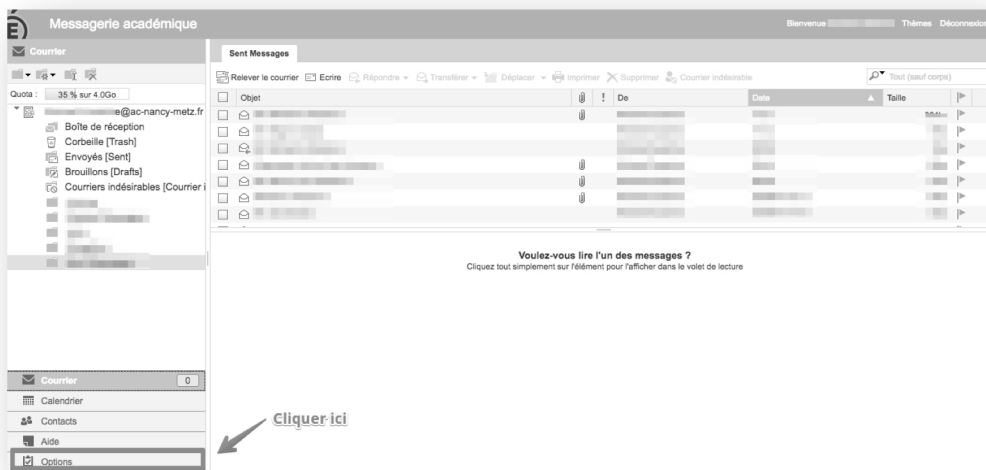 Messagerie académique
Bienvenue Thèmes Déconnexion
Courrier
Sent Messages
Relever le courrier Ecrire Répondre Transférer Déplacer Imprimer Supprimer Courrier indésirable Tout (sauf corps)
Quota : 35 % sur 4.0Go
Objet ! De Date Taille
e@ac-nancy-metz.fr
Boîte de réception
Corbeille [Trash]
Envoyés [Sent]
Brouillons [Drafts]
Courriers indésirables [Courrier i
Voulez-vous lire l'un des messages ?
Cliquez tout simplement sur l'élément pour l'afficher dans le volet de lecture
Courrier 0
Calendrier
Contacts
Aide
Options
Cliquer ici